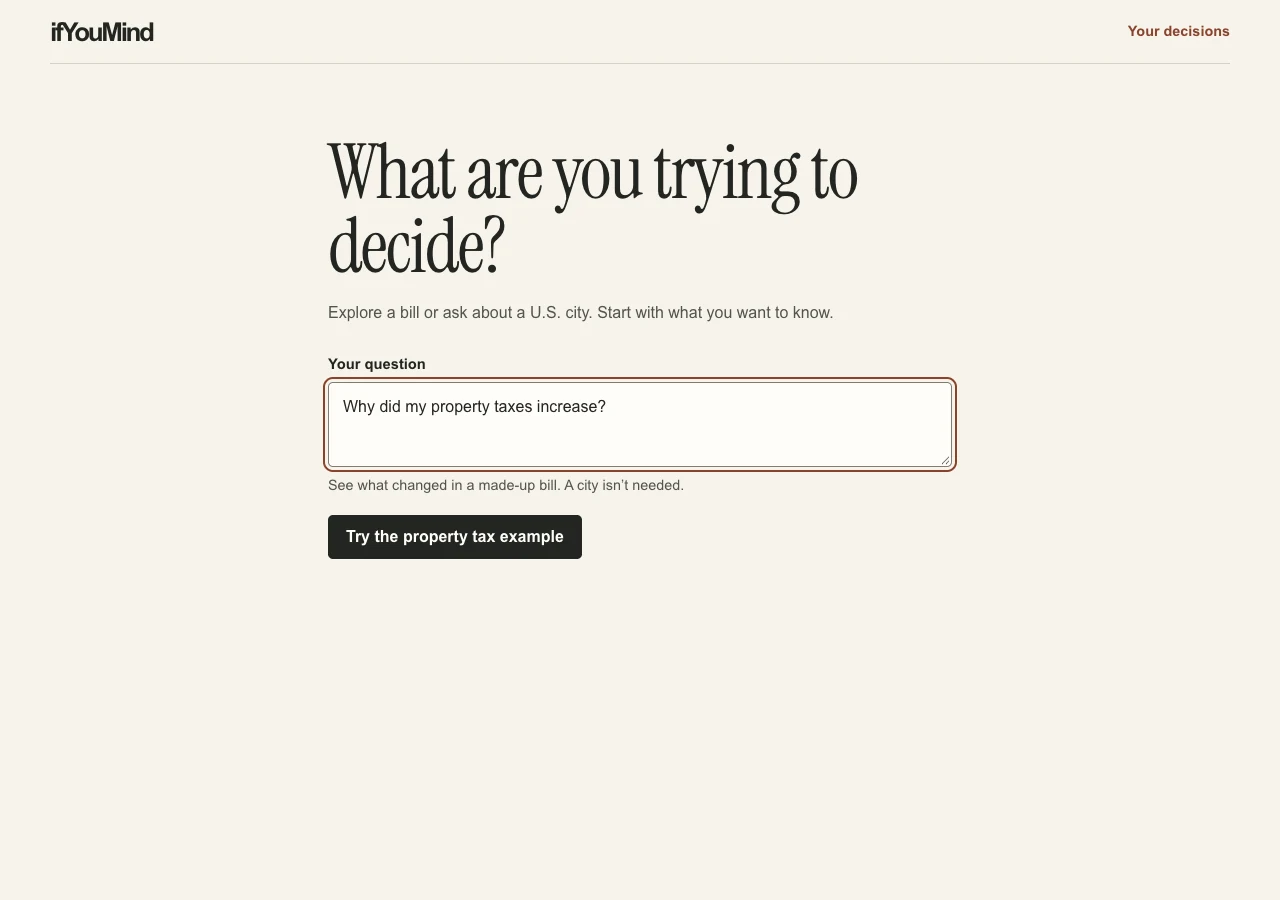 ifYouMind
Your decisions
What are you trying to
decide?
Explore a bill or ask about a U.S. city. Start with what you want to know.
Your question
Why did my property taxes increase?
See what changed in a made-up bill. A city isn’t needed.
Try the property tax example